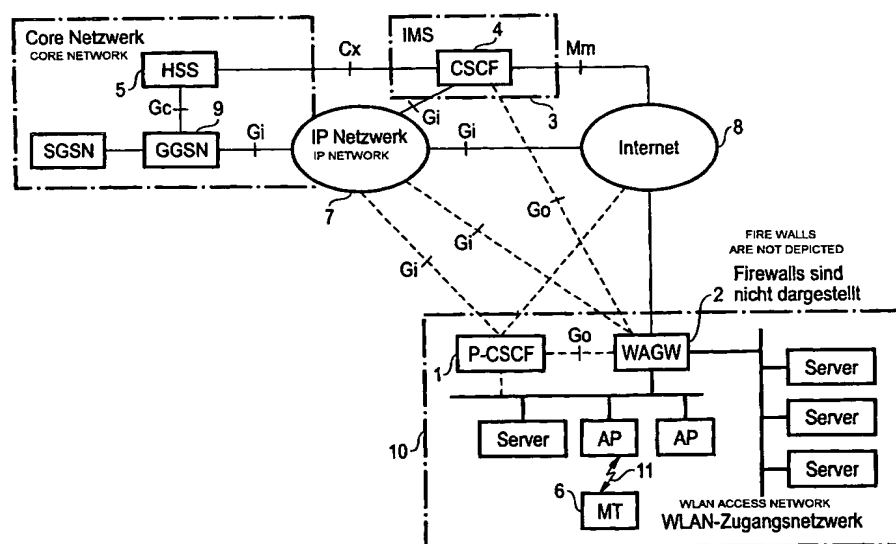 Core Netzwerk
CORE NETWORK
HSS
5
Gc
9
SGSN
GGSN
Gi
Cx
IMS
4
CSCF
Mm
3
Gi
IP Netzwerk
IP NETWORK
7
Gi
Internet
8
Go
Gi
Gi
FIRE WALLS
ARE NOT DEPICTED
Firewalls sind
nicht dargestellt
2
P-CSCF
1
Go
WAGW
Server
Server
Server
Server
AP
AP
10
11
6
MT
WLAN ACCESS NETWORK
WLAN-Zugangsnetzwerk